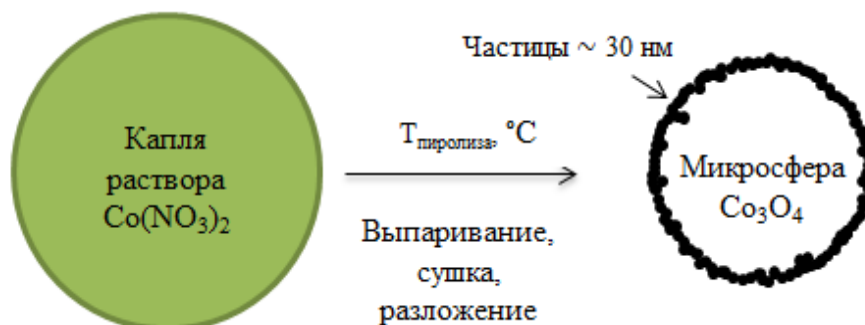 Капля
раствора
Co(NO₃)₂
Tпиролиза, °C
Выпаривание,
сушка,
разложение
Частицы ~ 30 нм
Микросфера
Co₃O₄